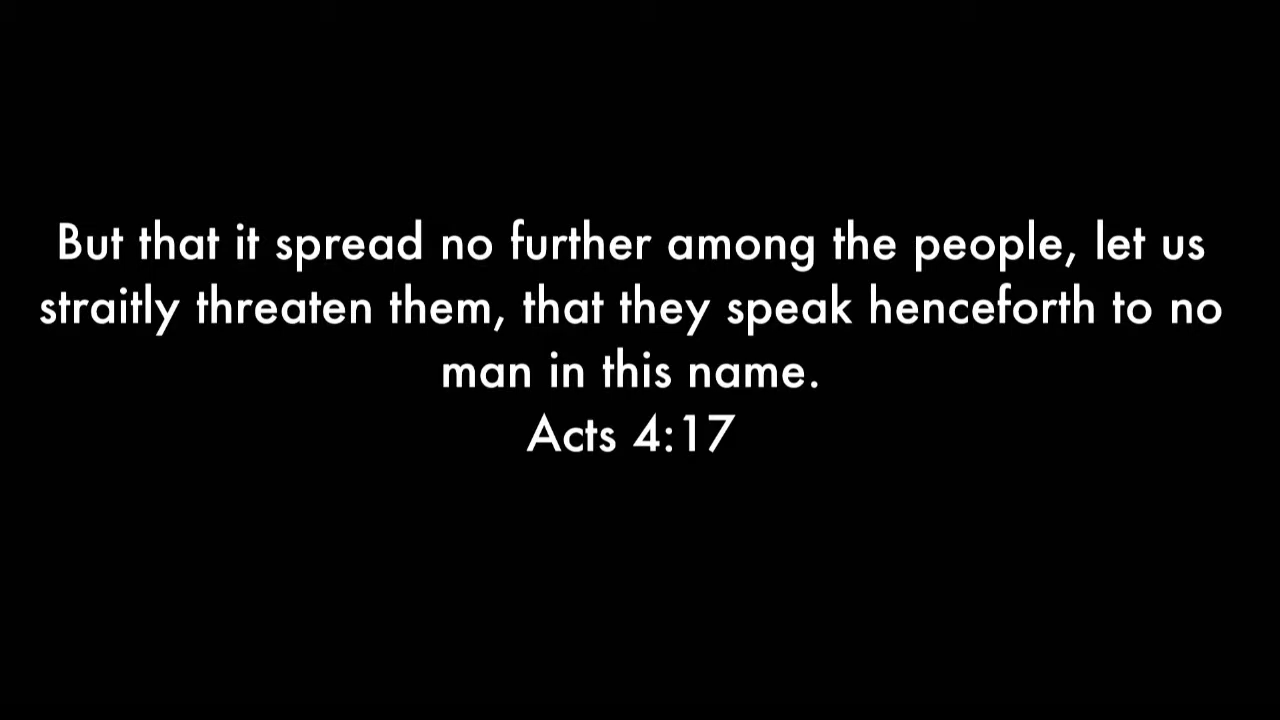 But that it spread no further among the people, let us
straitly threaten them, that they speak henceforth to no
man in this name.
Acts 4:17